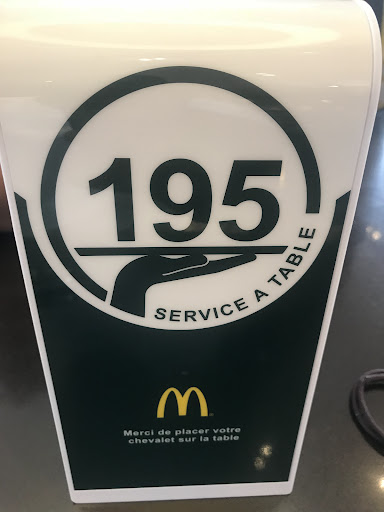 195
SERVICE A TABLE
M
Merci de placer votre
chevalet sur la table